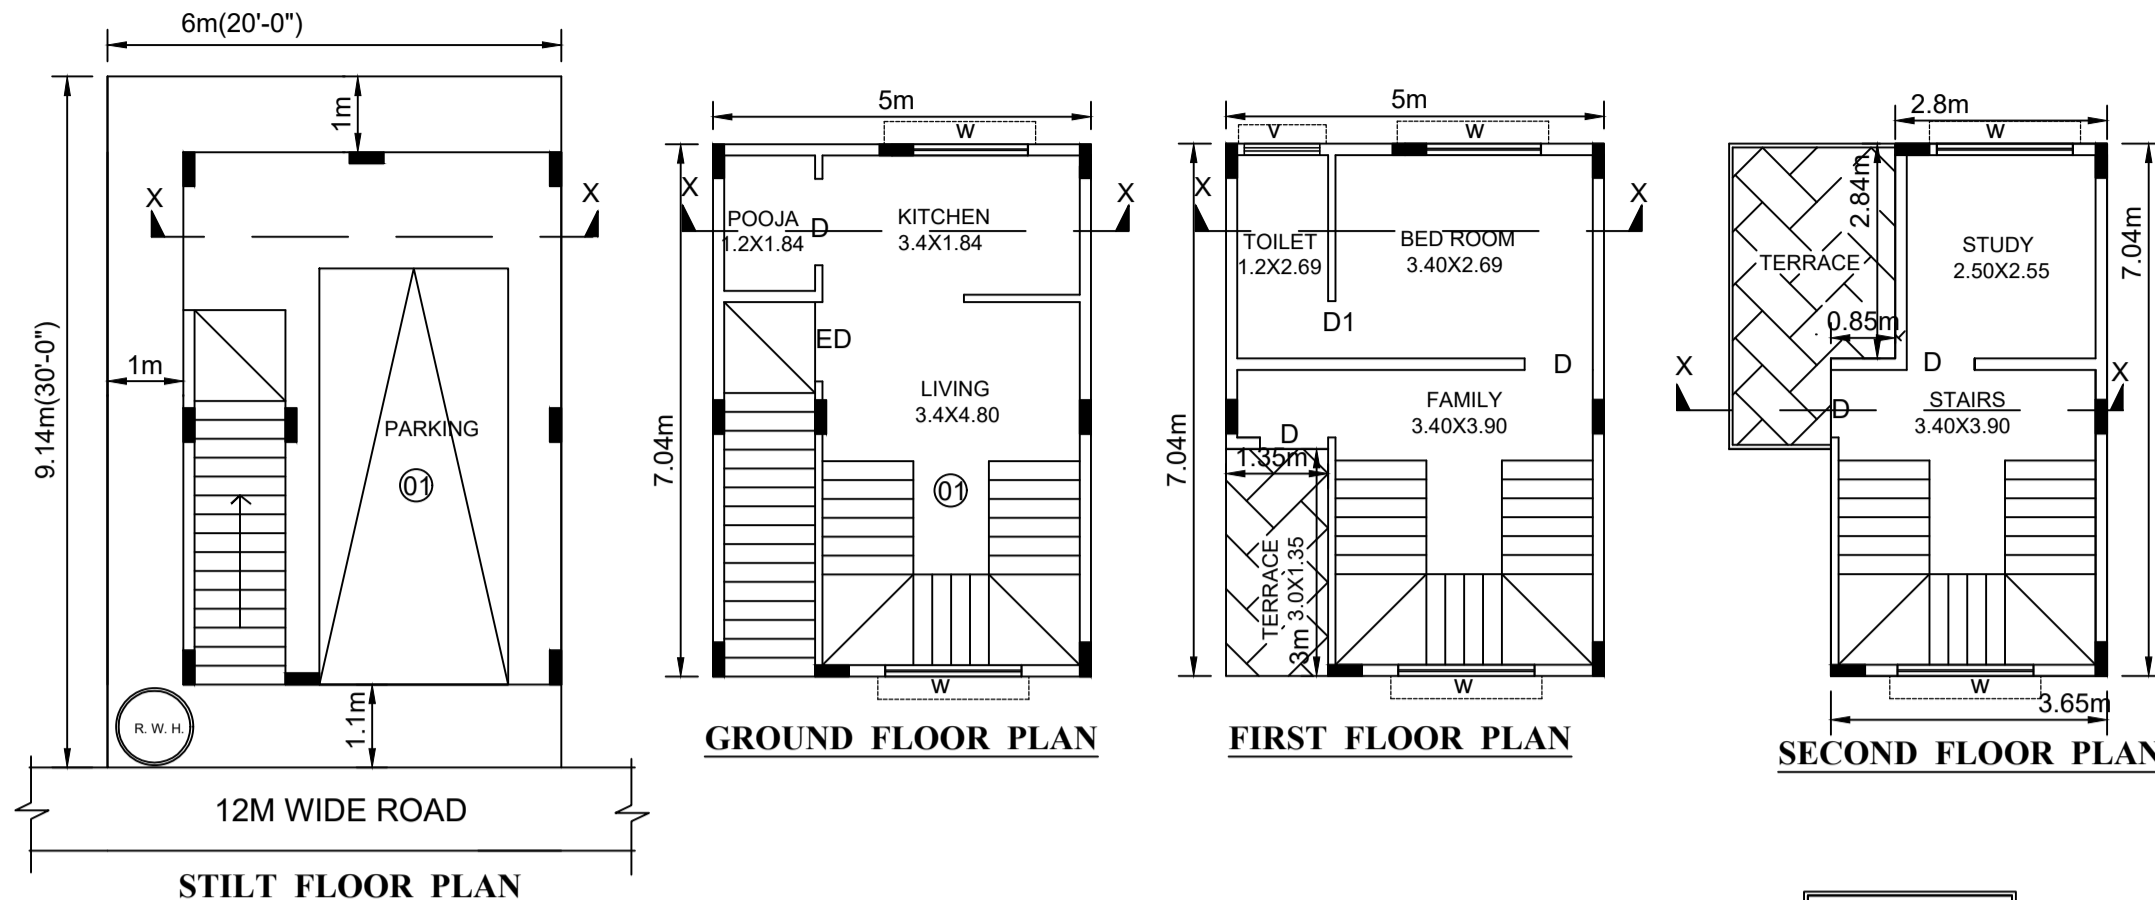 6m(20'-0")
9.14m(30'-0")
1m
X
X
1m
PARKING
01
1.1m
R. W. H.
12M WIDE ROAD
STILT FLOOR PLAN
5m
W
X
X
POOJA
1.2X1.84
D
KITCHEN
3.4X1.84
ED
LIVING
3.4X4.80
7.04m
01
W
GROUND FLOOR PLAN
5m
V
W
X
X
TOILET
1.2X2.69
BED ROOM
3.40X2.69
D1
D
FAMILY
3.40X3.90
D
1.35m
7.04m
TERRACE
3.0X1.35
3m
W
FIRST FLOOR PLAN
2.8m
W
2.84m
7.04m
STUDY
2.50X2.55
TERRACE
0.85m
D
X
X
D
STAIRS
3.40X3.90
W
3.65m
SECOND FLOOR PLAN